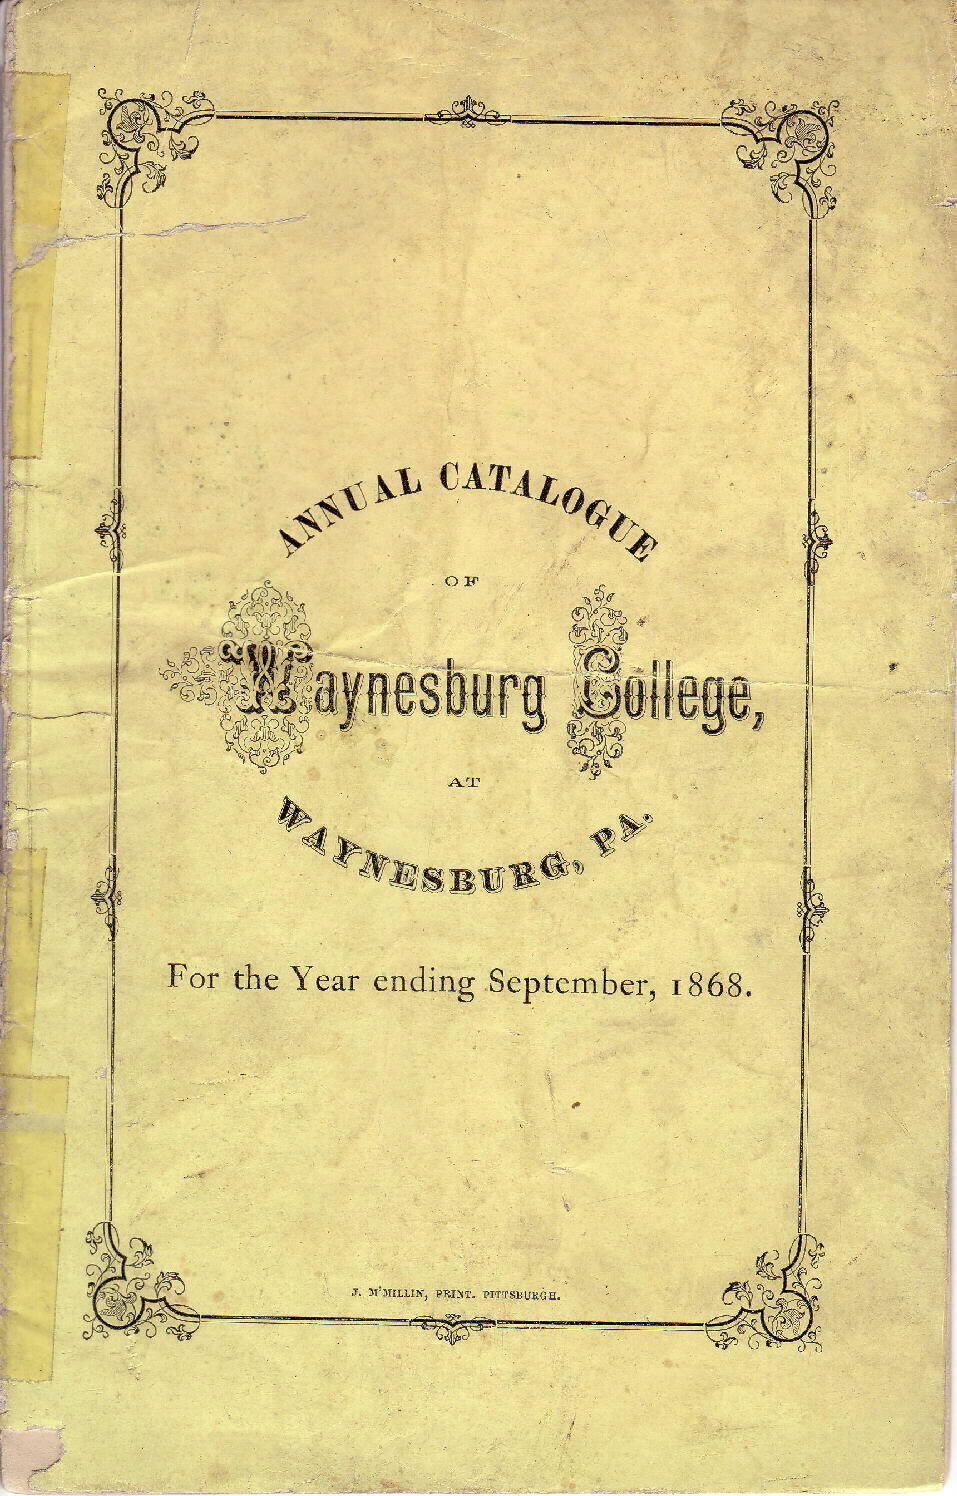 ANNUAL CATALOGUE
OF
Waynesburg College,
AT
WAYNESBURG, PA.
For the Year ending September, 1868.
J. M'MILLIN, PRINT. PITTSBURGH.